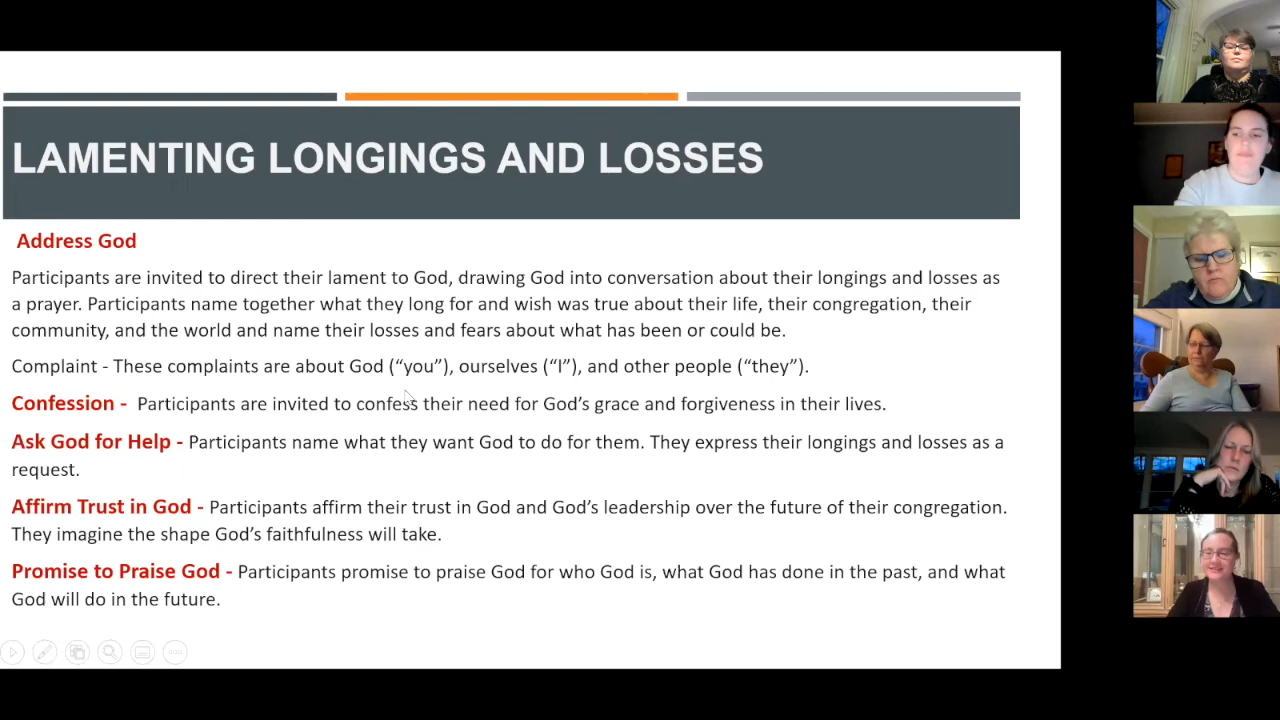 LAMENTING LONGINGS AND LOSSES
Address God
Participants are invited to direct their lament to God, drawing God into conversation about their longings and losses as
a prayer. Participants name together what they long for and wish was true about their life, their congregation, their
community, and the world and name their losses and fears about what has been or could be.
Complaint - These complaints are about God (“you”), ourselves (“I”), and other people (“they”).
Confession - Participants are invited to confess their need for God’s grace and forgiveness in their lives.
Ask God for Help - Participants name what they want God to do for them. They express their longings and losses as a
request.
Affirm Trust in God - Participants affirm their trust in God and God’s leadership over the future of their congregation.
They imagine the shape God’s faithfulness will take.
Promise to Praise God - Participants promise to praise God for who God is, what God has done in the past, and what
God will do in the future.